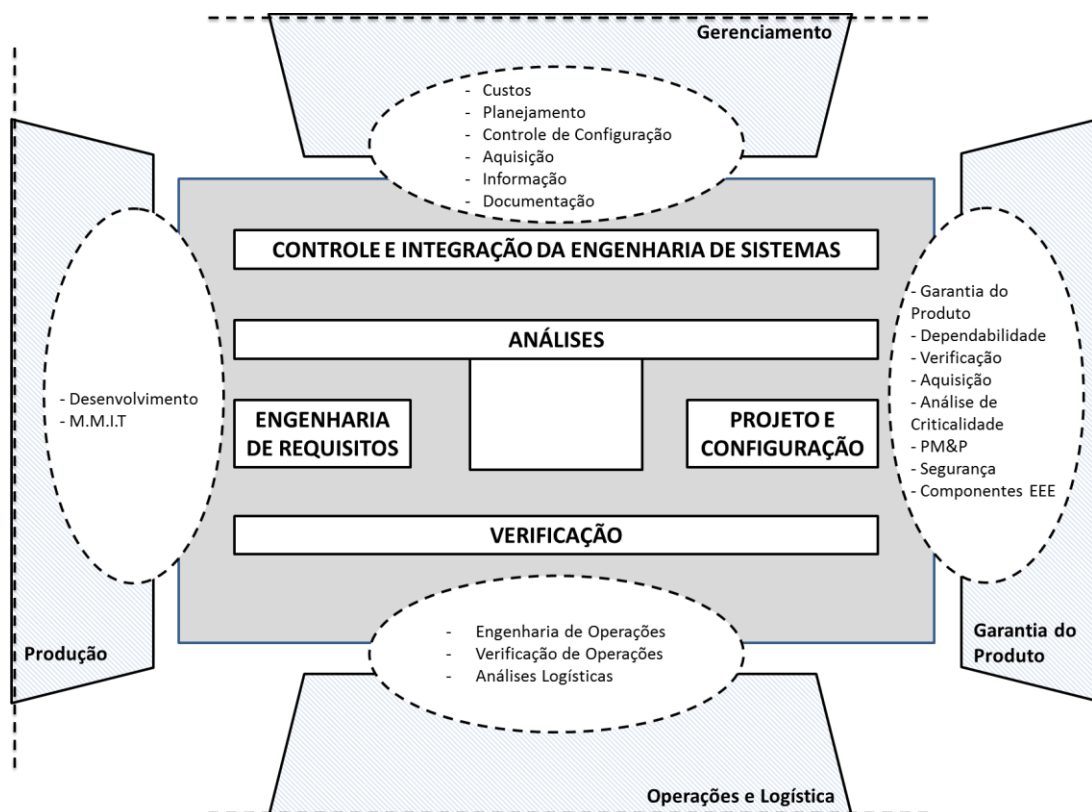 Gerenciamento
- Custos
- Planejamento
- Controle de Configuração
- Aquisição
- Informação
- Documentação
CONTROLE E INTEGRAÇÃO DA ENGENHARIA DE SISTEMAS
ANÁLISES
- Desenvolvimento
- M.M.I.T
ENGENHARIA
DE REQUISITOS
PROJETO E
CONFIGURAÇÃO
- Garantia do
Produto
- Dependabilidade
- Verificação
- Aquisição
- Análise de
Criticalidade
- PM&P
- Segurança
- Componentes EEE
VERIFICAÇÃO
- Engenharia de Operações
- Verificação de Operações
- Análises Logísticas
Produção
Garantia do
Produto
Operações e Logística